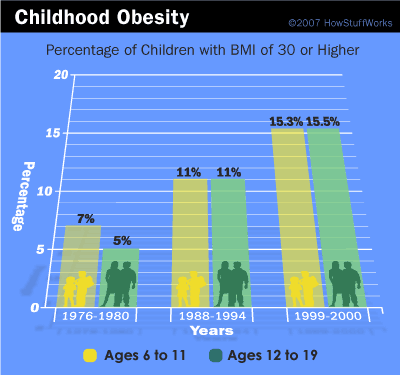 Childhood Obesity
©2007 HowStuffWorks
Percentage of Children with BMI of 30 or Higher
20
15
10
5
0
Percentage
7%
5%
11%
11%
15.3%
15.5%
1976-1980
1988-1994
1999-2000
Years
Ages 6 to 11
Ages 12 to 19